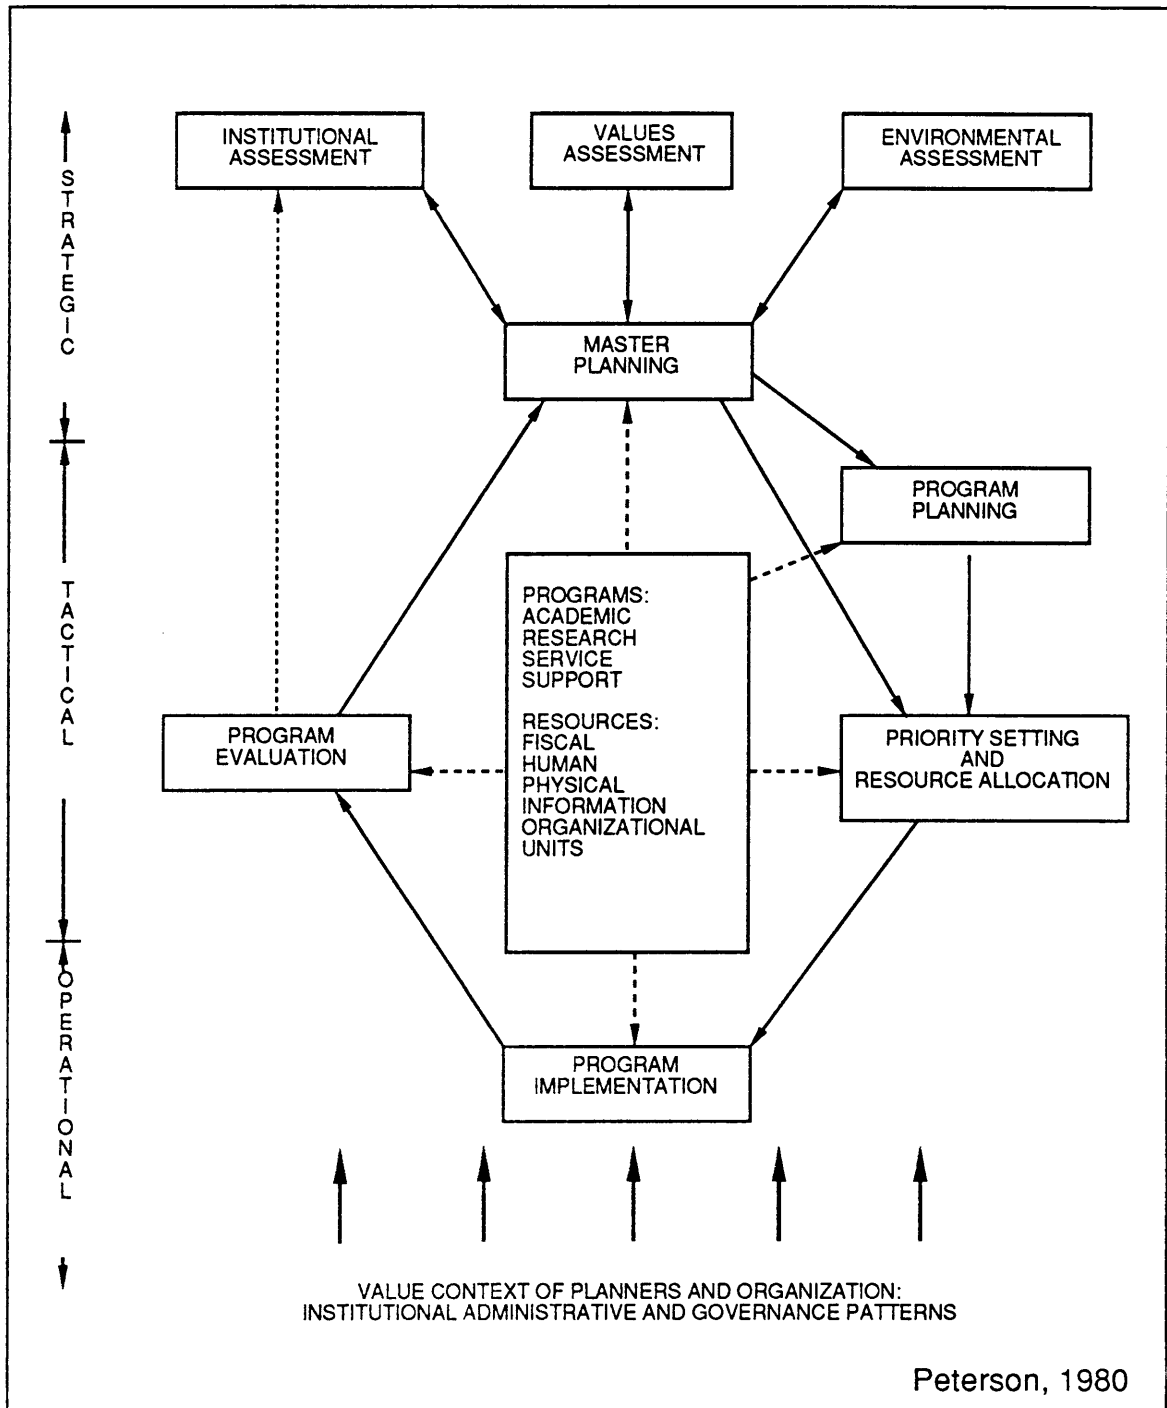 INSTITUTIONAL
ASSESSMENT
VALUES
ASSESSMENT
ENVIRONMENTAL
ASSESSMENT
STRATEGIC
MASTER
PLANNING
PROGRAM
PLANNING
TACTICAL
PROGRAMS:
ACADEMIC
RESEARCH
SERVICE
SUPPORT
RESOURCES:
FISCAL
HUMAN
PHYSICAL
INFORMATION
ORGANIZATIONAL
UNITS
PROGRAM
EVALUATION
PRIORITY SETTING
AND
RESOURCE ALLOCATION
OPERATIONAL
PROGRAM
IMPLEMENTATION
VALUE CONTEXT OF PLANNERS AND ORGANIZATION:
INSTITUTIONAL ADMINISTRATIVE AND GOVERNANCE PATTERNS
Peterson, 1980